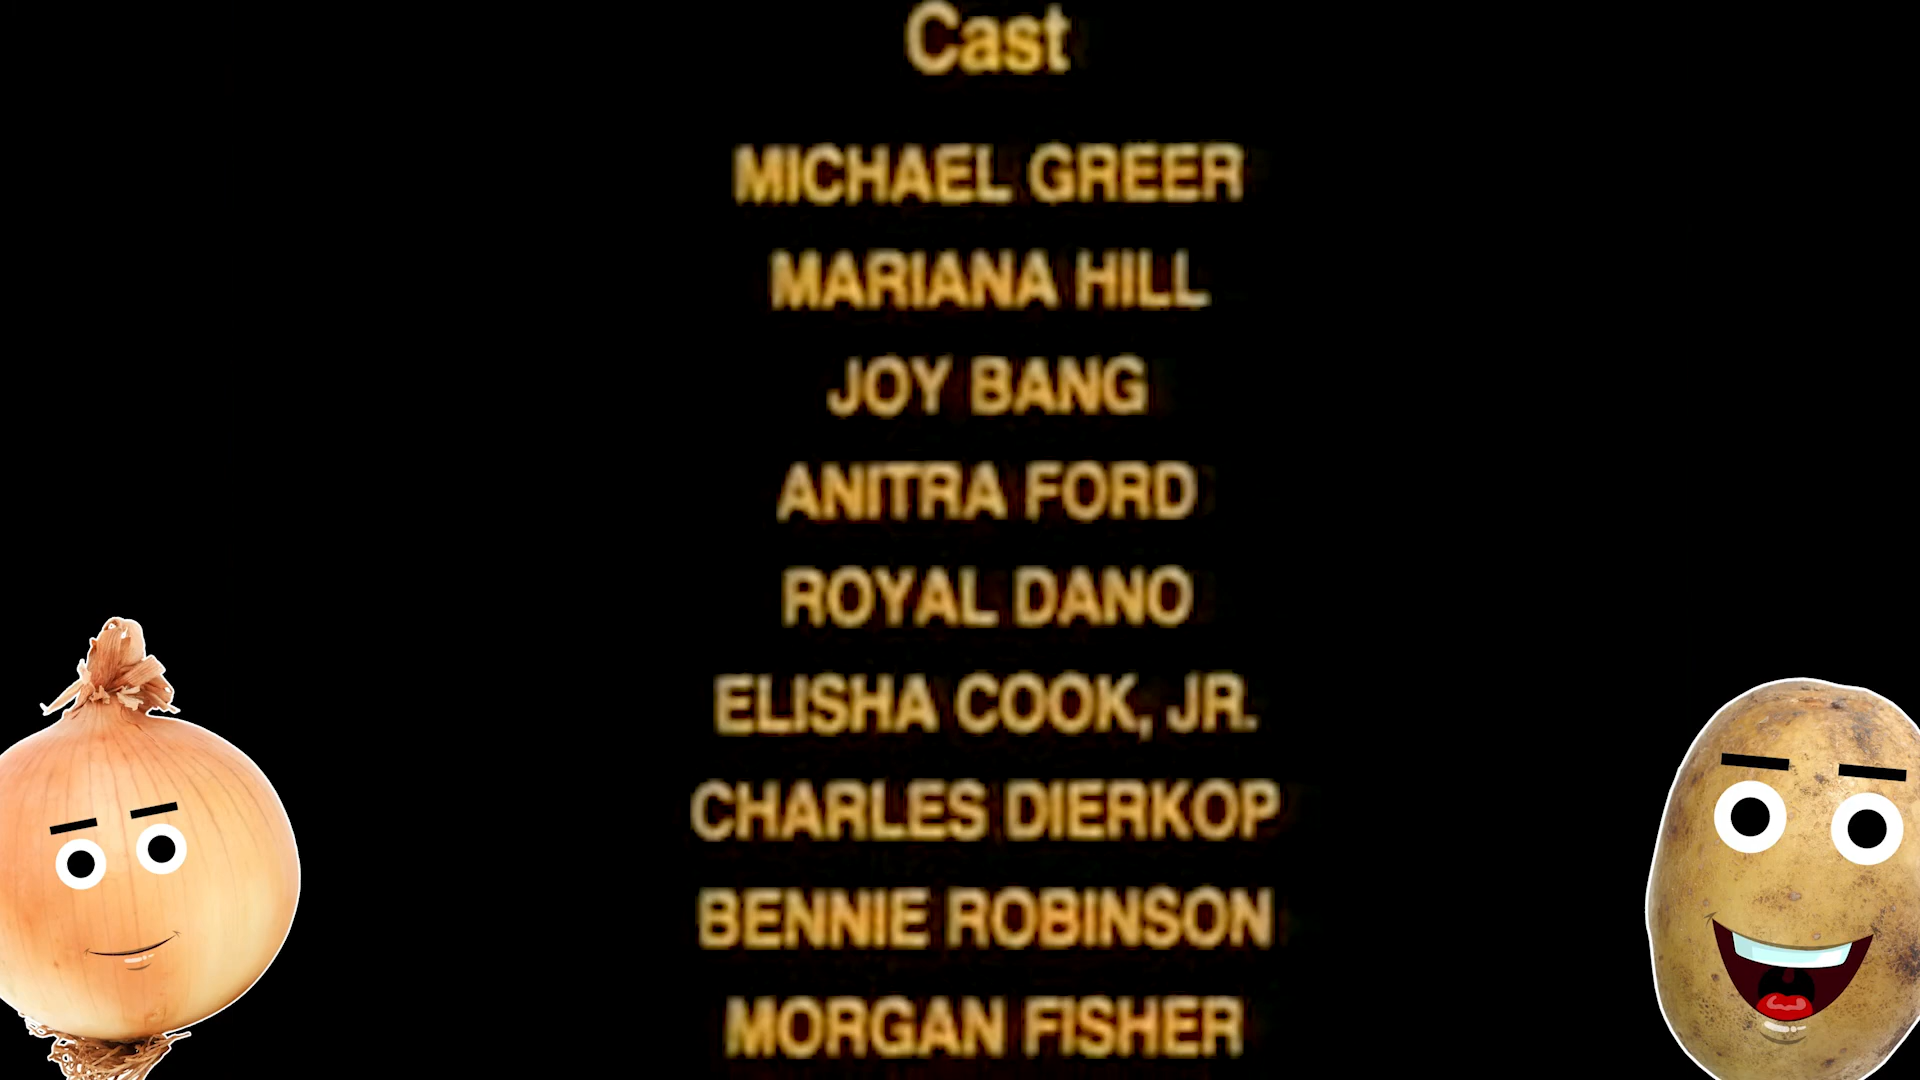 Cast
MICHAEL GREER
MARIANA HILL
JOY BANG
ANITRA FORD
ROYAL DANO
ELISHA COOK, JR.
CHARLES DIERKOP
BENNIE ROBINSON
MORGAN FISHER